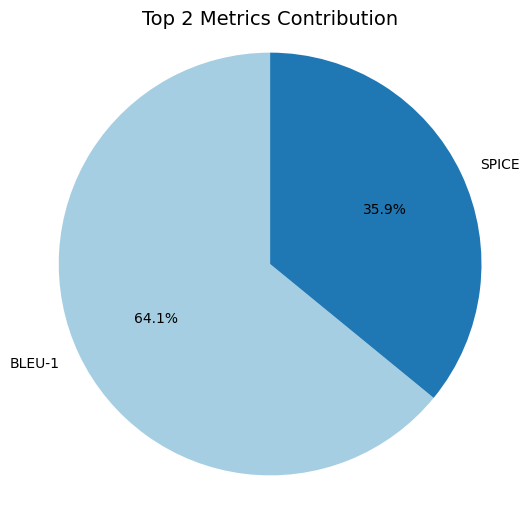 Top 2 Metrics Contribution
SPICE
35.9%
64.1%
BLEU-1